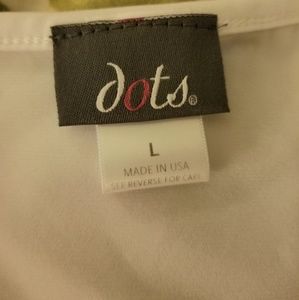 dots®
L
MADE IN USA
SEE REVERSE FOR CARE